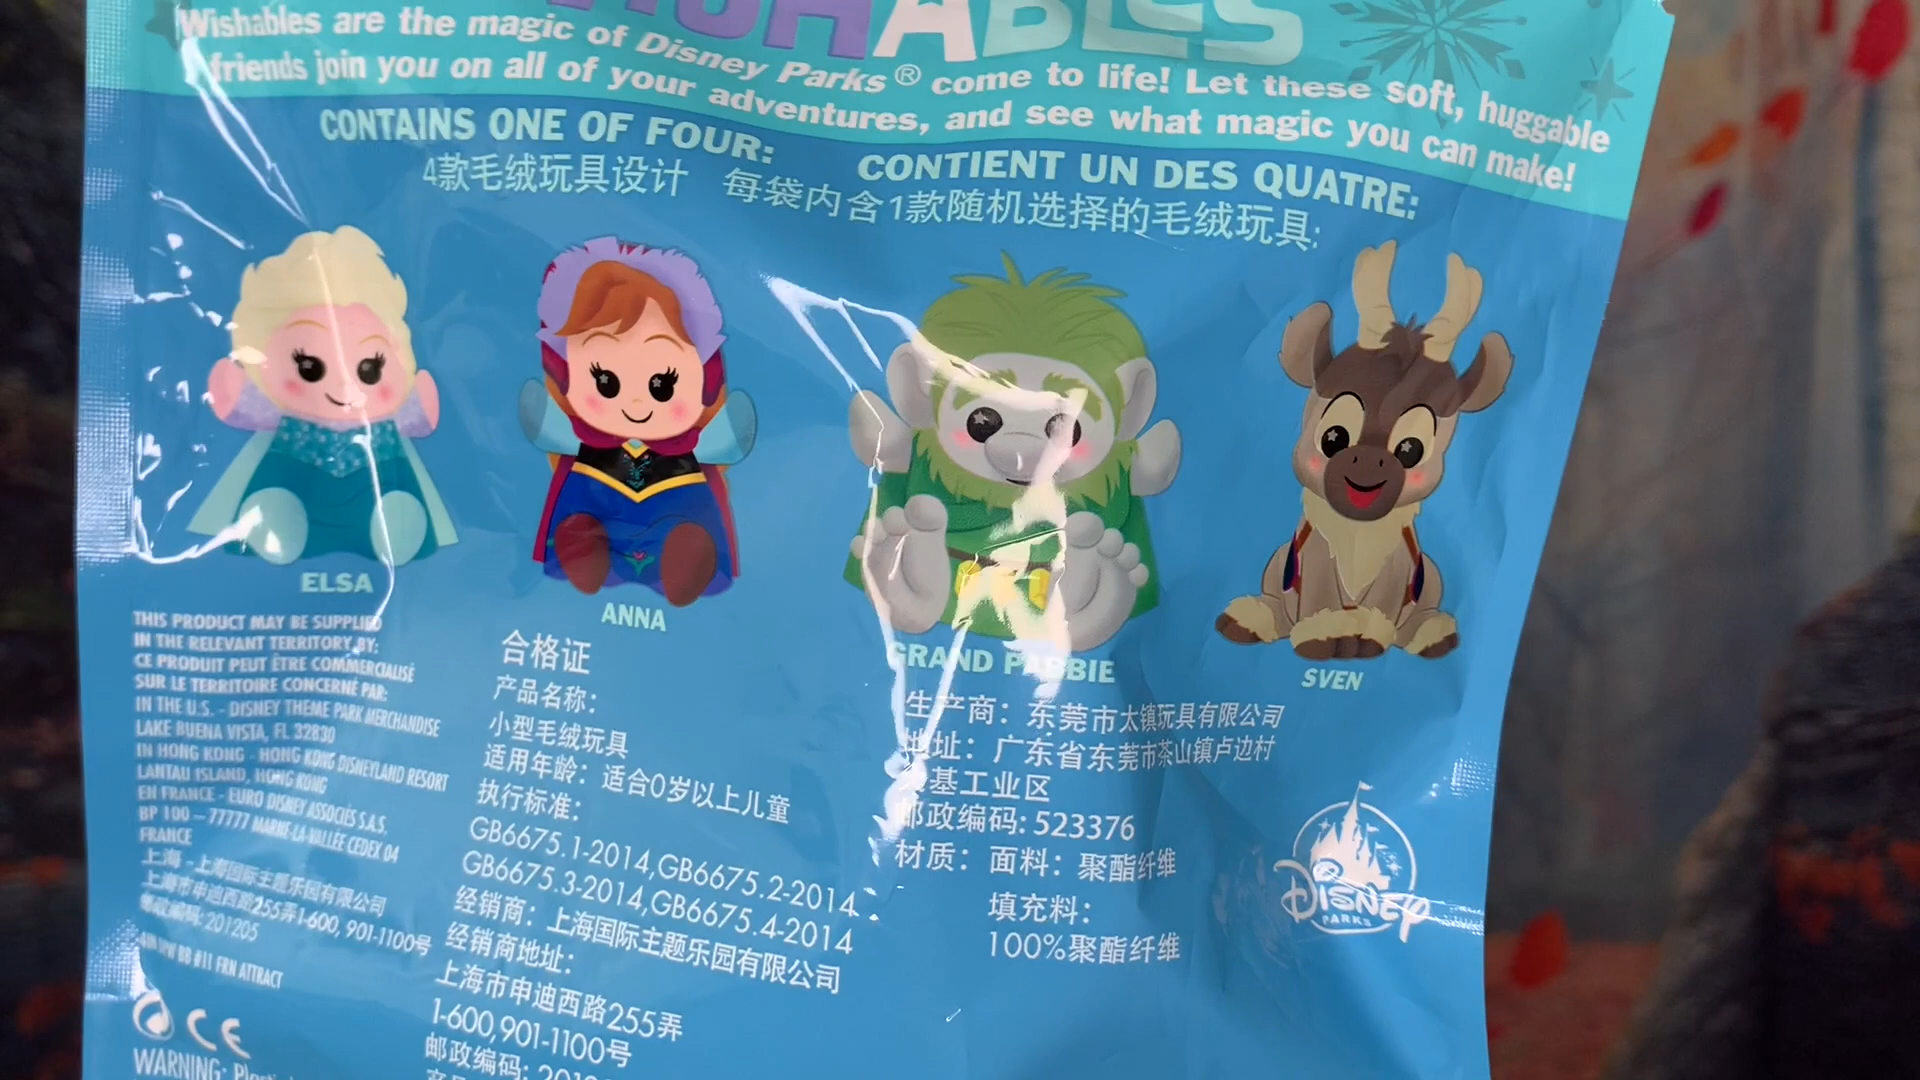 Wishables are the magic of Disney Parks® come to life! Let these soft, huggable
friends join you on all of your adventures, and see what magic you can make!
CONTAINS ONE OF FOUR:
CONTIENT UN DES QUATRE:
4款毛绒玩具设计 每袋内含1款随机选择的毛绒玩具:
ELSA
ANNA
GRAND PABBIE
SVEN
THIS PRODUCT MAY BE SUPPLIED
IN THE RELEVANT TERRITORY BY:
CE PRODUIT PEUT ÊTRE COMMERCIALISÉ
SUR LE TERRITOIRE CONCERNÉ PAR:
IN THE U.S. - DISNEY THEME PARK MERCHANDISE
LAKE BUENA VISTA, FL 32830
IN HONG KONG - HONG KONG DISNEYLAND RESORT
LANTAU ISLAND, HONG KONG
EN FRANCE - EURO DISNEY ASSOCIÉS S.A.S.
BP 100 – 77777 MARNE-LA-VALLÉE CEDEX 04
FRANCE
上海 - 上海国际主题乐园有限公司
上海市申迪西路255弄1-600, 901-1100号
邮政编码: 201205
BB #11 FRN ATTRACT
CE
WARNING:
合格证
产品名称:
小型毛绒玩具
适用年龄: 适合0岁以上儿童
执行标准:
GB6675.1-2014,GB6675.2-2014
GB6675.3-2014,GB6675.4-2014
经销商: 上海国际主题乐园有限公司
经销商地址:
上海市申迪西路255弄
1-600,901-1100号
邮政编码:
生产商: 东莞市太镇玩具有限公司
地址: 广东省东莞市茶山镇卢边村
基工业区
邮政编码: 523376
材质: 面料: 聚酯纤维
填充料:
100%聚酯纤维
Disney
PARKS